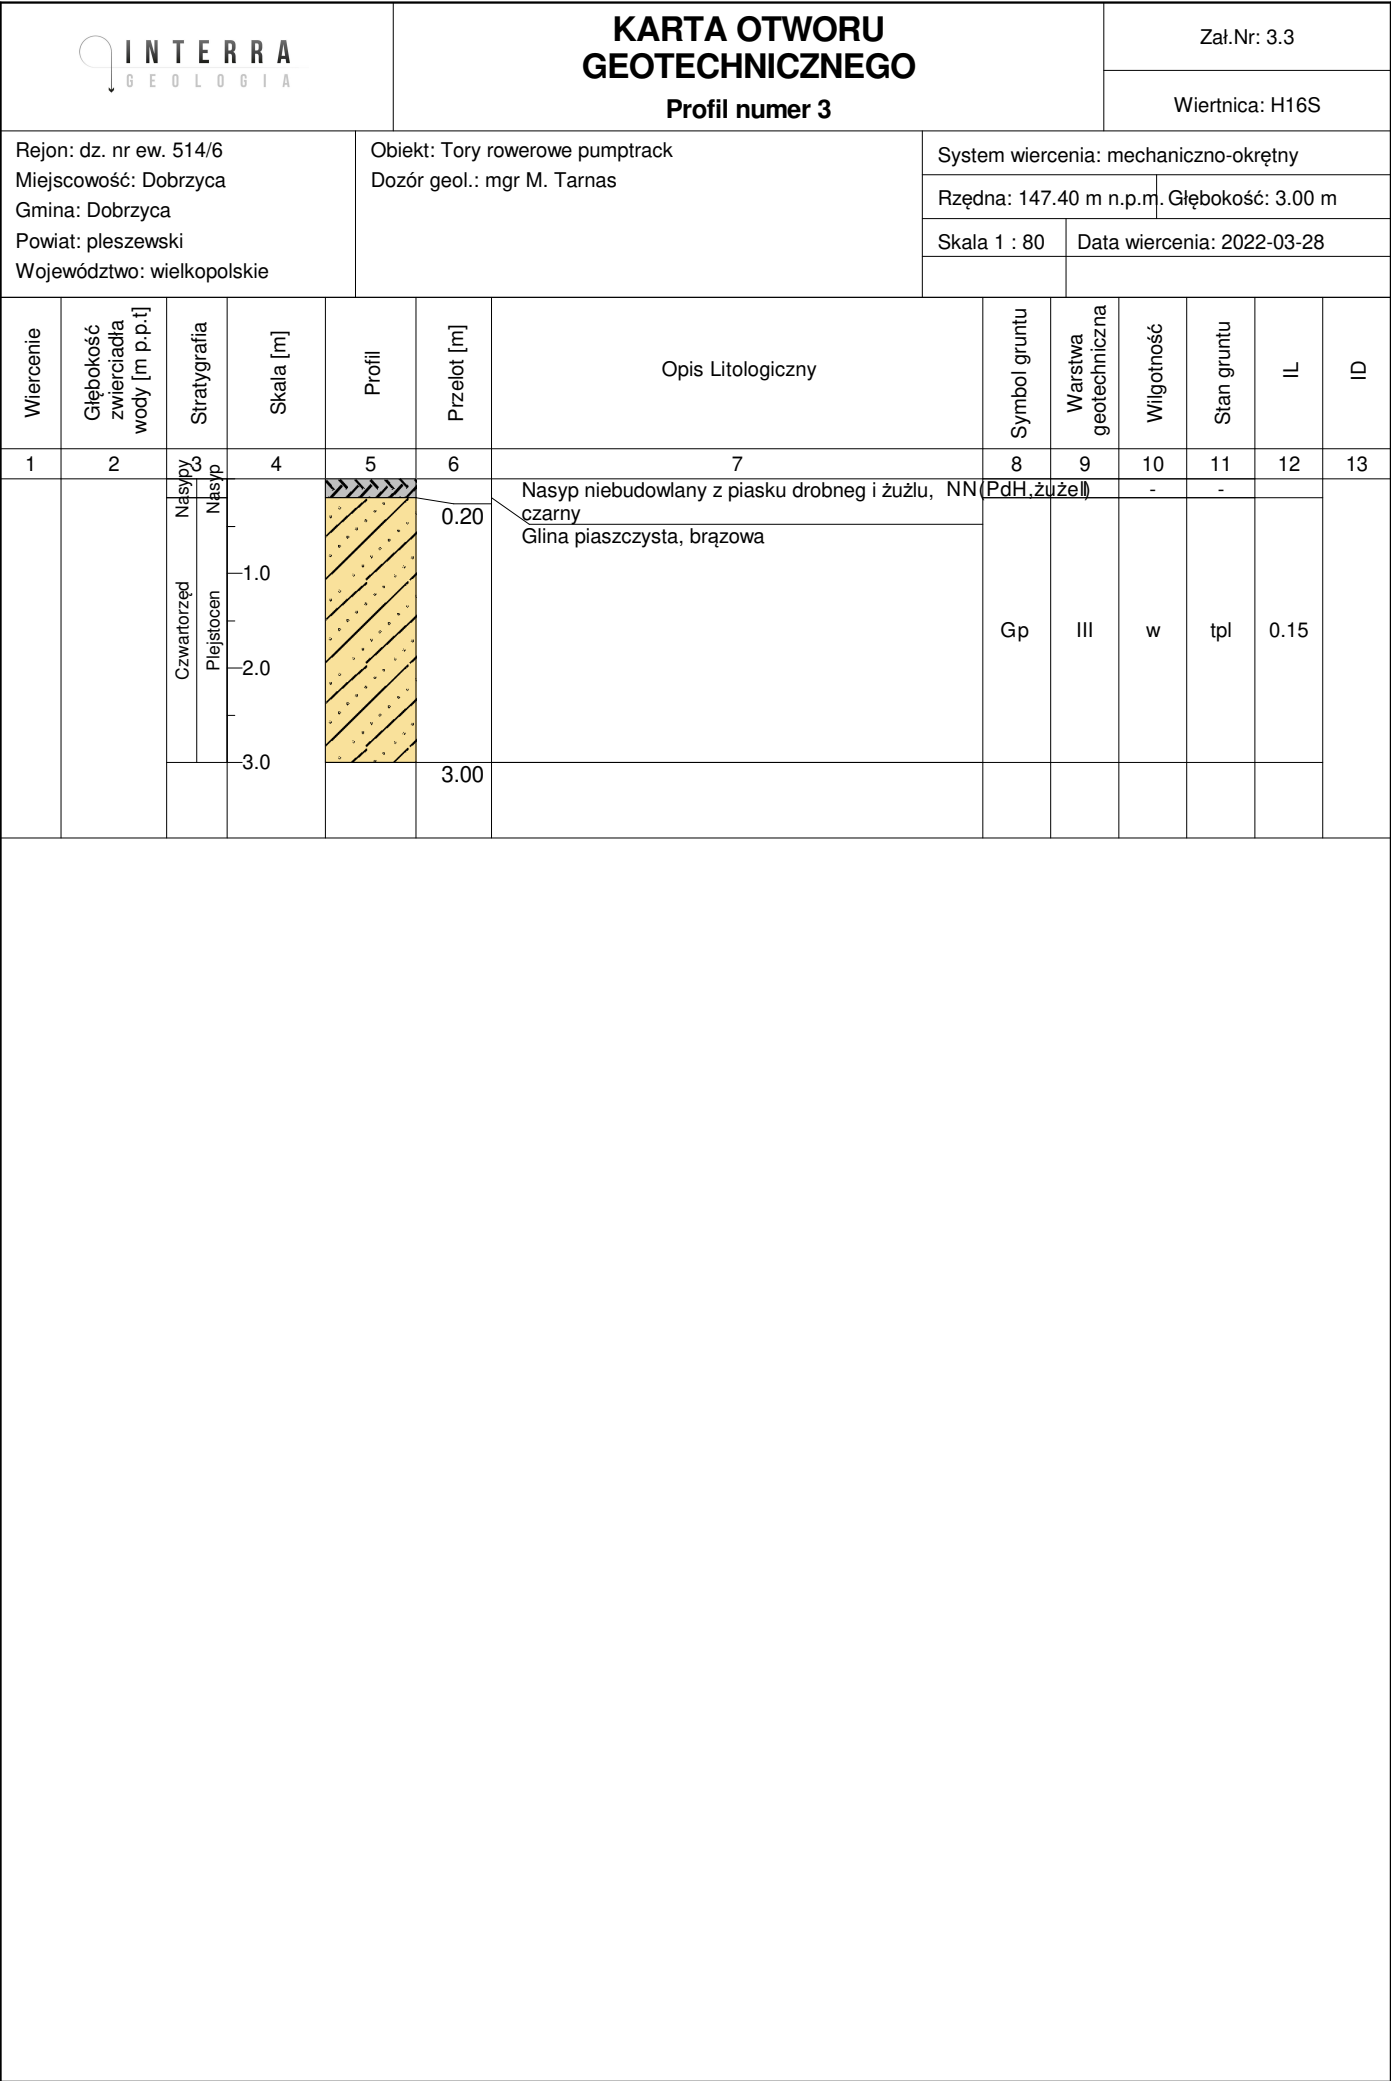 INTERRA
GEOLOGIA
KARTA OTWORU
GEOTECHNICZNEGO
Profil numer 3
Zał.Nr: 3.3
Wiertnica: H16S
Rejon: dz. nr ew. 514/6
Miejscowość: Dobrzyca
Gmina: Dobrzyca
Powiat: pleszewski
Województwo: wielkopolskie
Obiekt: Tory rowerowe pumptrack
Dozór geol.: mgr M. Tarnas
System wiercenia: mechaniczno-okrętny
Rzędna: 147.40 m n.p.m. Głębokość: 3.00 m
Skala 1 : 80 Data wiercenia: 2022-03-28
Wiercenie
Głębokość
zwierciadła
wody [m p.p.t]
Stratygrafia
Skala [m]
Profil
Przelot [m]
Opis Litologiczny
Symbol gruntu
Warstwa
geotechniczna
Wilgotność
Stan gruntu
IL
ID
1 2 3 4 5 6 7 8 9 10 11 12 13
Nasypy
Nasyp
Nasyp niebudowlany z piasku drobneg i żużlu, NN(PdH,żużel) - -
czarny
0.20
Glina piaszczysta, brązowa
Czwartorzęd
Plejstocen
1.0
2.0
3.0
Gp III w tpl 0.15
3.00